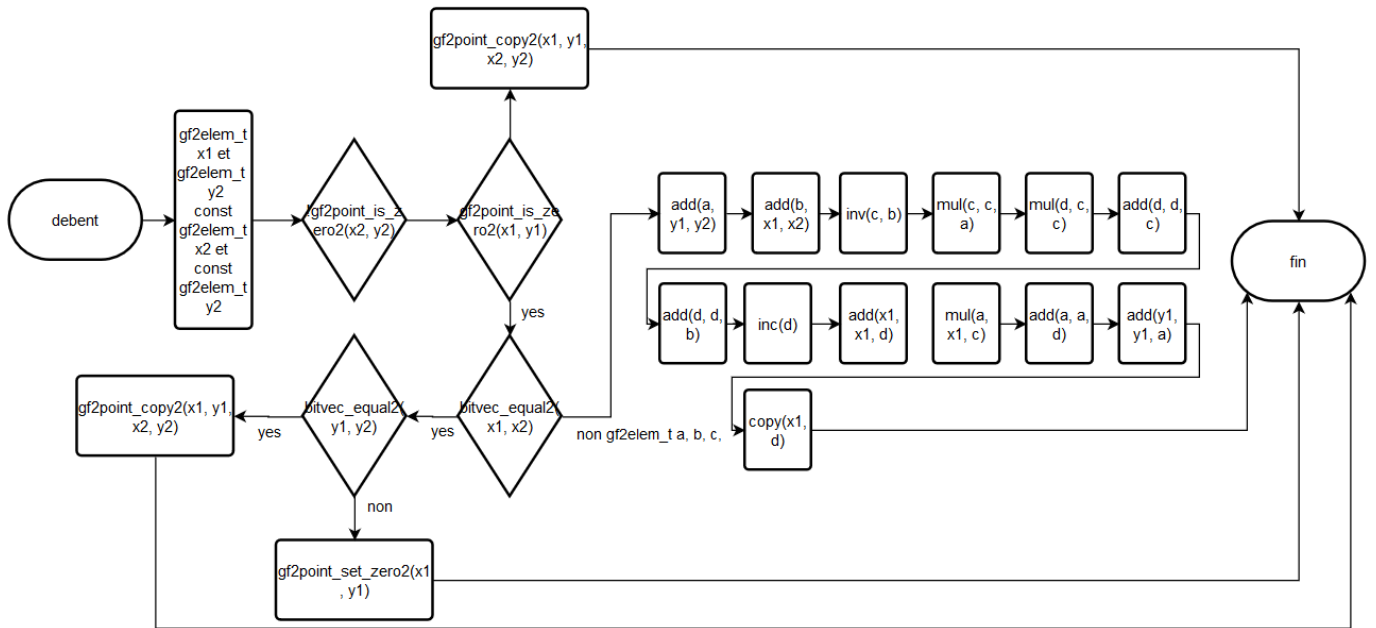 gf2point_copy2(x1, y1,
x2, y2)
debent
gf2elem_t
x1 et
gf2elem_t
y2
const
gf2elem_t
x2 et
const
gf2elem_t
y2
!gf2point_is_z
ero2(x2, y2)
gf2point_is_ze
ro2(x1, y1)
add(a,
y1, y2)
add(b,
x1, x2)
inv(c, b)
mul(c, c,
a)
mul(d, c,
c)
add(d, d,
c)
fin
yes
add(d, d,
b)
inc(d)
add(x1,
x1, d)
mul(a,
x1, c)
add(a, a,
d)
add(y1,
y1, a)
gf2point_copy2(x1, y1,
x2, y2)
yes
bitvec_equal2(
y1, y2)
yes
bitvec_equal2(
x1, x2)
non gf2elem_t a, b, c,
copy(x1,
d)
non
gf2point_set_zero2(x1
, y1)